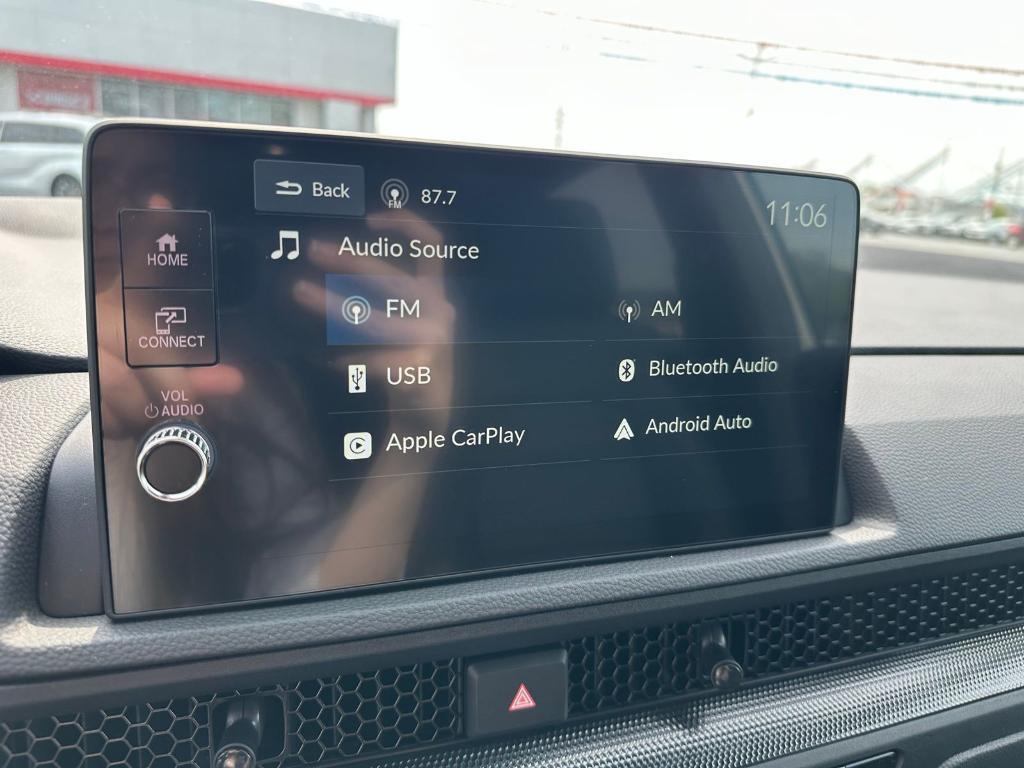 Back
FM
87.7
11:06
HOME
CONNECT
VOL
AUDIO
Audio Source
FM
AM
USB
Bluetooth Audio
Apple CarPlay
Android Auto